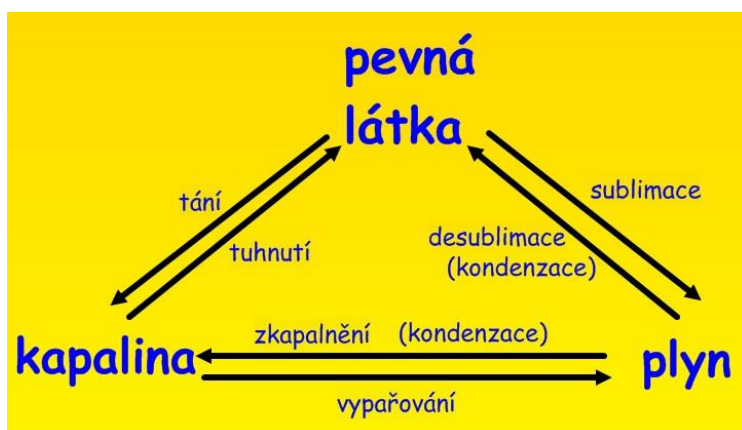 pevná
látka
tání
sublimace
tuhnutí
desublimace
(kondenzace)
zkapalnění (kondenzace)
kapalina
plyn
vypařování